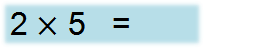 2 × 5 =